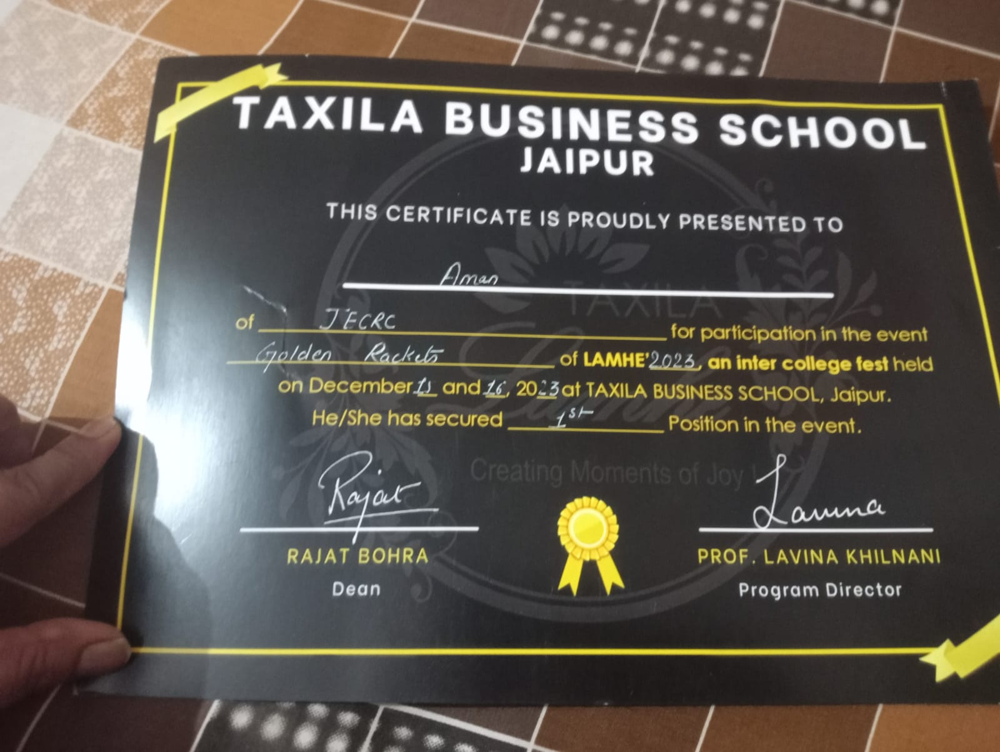 TAXILA BUSINESS SCHOOL
JAIPUR
THIS CERTIFICATE IS PROUDLY PRESENTED TO
Aman
of JECRC for participation in the event
Golden Rackets of LAMHE'2023, an inter college fest held
on December 15 and 16, 2023 at TAXILA BUSINESS SCHOOL, Jaipur.
He/She has secured 1st Position in the event.
TAXILA
Lamhe
Creating Moments of Joy
Rajat
Lavina
RAJAT BOHRA
PROF. LAVINA KHILNANI
Dean
Program Director